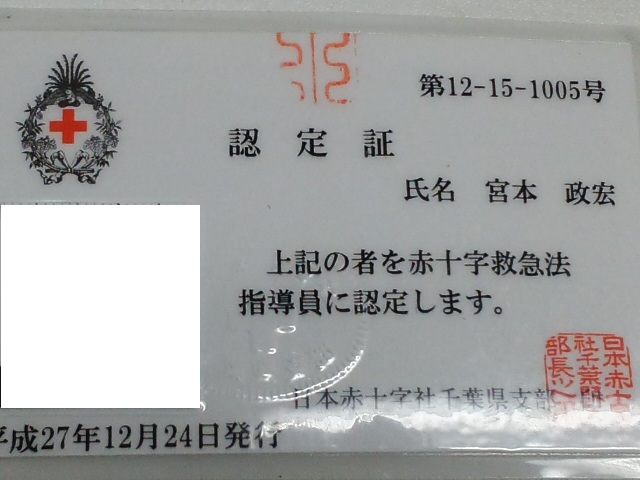 第12-15-1005号
認定証
氏名 宮本 政宏
上記の者を赤十字救急法
指導員に認定します。
日本赤十字社千葉県支部
平成27年12月24日発行